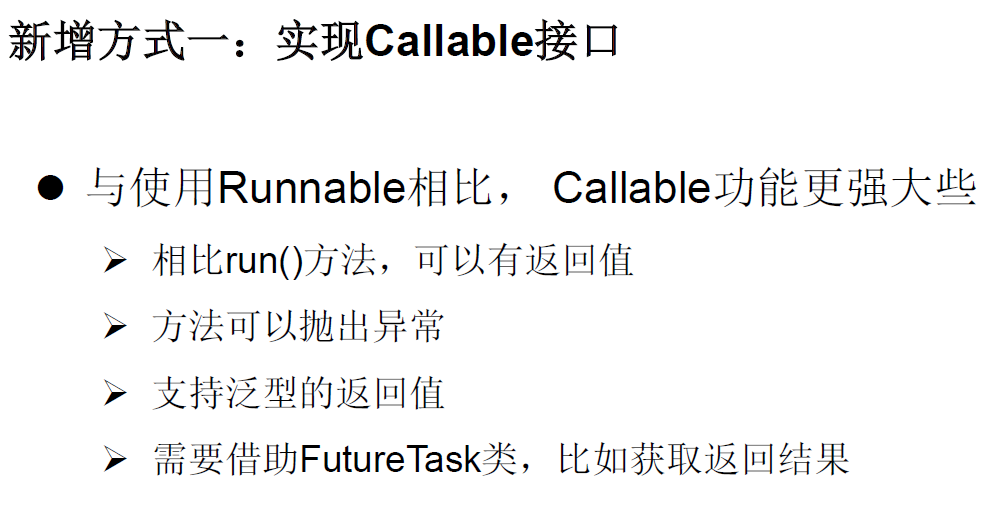 新增方式一：实现Callable接口
● 与使用Runnable相比， Callable功能更强大些
➢ 相比run()方法，可以有返回值
➢ 方法可以抛出异常
➢ 支持泛型的返回值
➢ 需要借助FutureTask类，比如获取返回结果